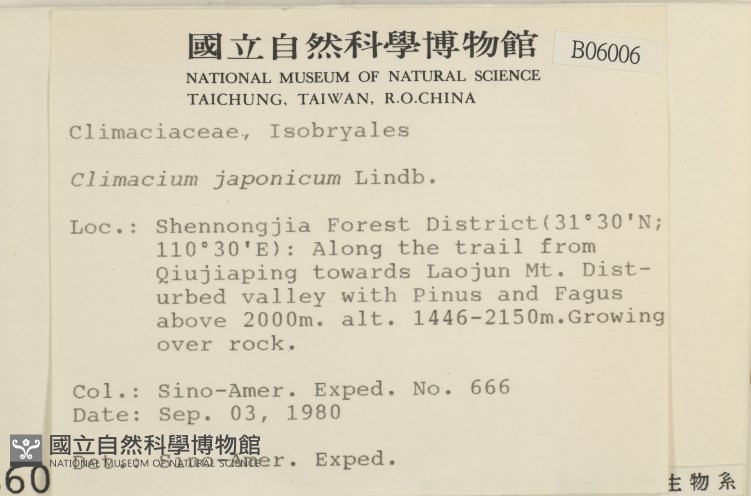 國立自然科學博物館
B06006
NATIONAL MUSEUM OF NATURAL SCIENCE
TAICHUNG, TAIWAN, R.O.CHINA
Climaciaceae, Isobryales
Climacium japonicum Lindb.
Loc.: Shennongjia Forest District(31°30'N;
110°30'E): Along the trail from
Qiujiaping towards Laojun Mt. Dist-
urbed valley with Pinus and Fagus
above 2000m. alt. 1446-2150m.Growing
over rock.
Col.: Sino-Amer. Exped. No. 666
Date: Sep. 03, 1980
Det.: Sino-Amer. Exped.
國立自然科學博物館
NATIONAL MUSEUM OF NATURAL SCIENCE
60
生物系